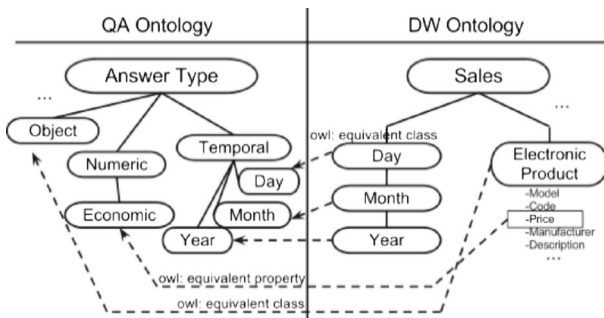 QA Ontology
DW Ontology
Answer Type
Sales
...
...
Object
Temporal
owl: equivalent class
Numeric
Day
Electronic
Product
Day
Economic
Month
Month
-Model
-Code
-Price
Year
Year
-Manufacturer
-Description
...
owl: equivalent property
owl: equivalent class